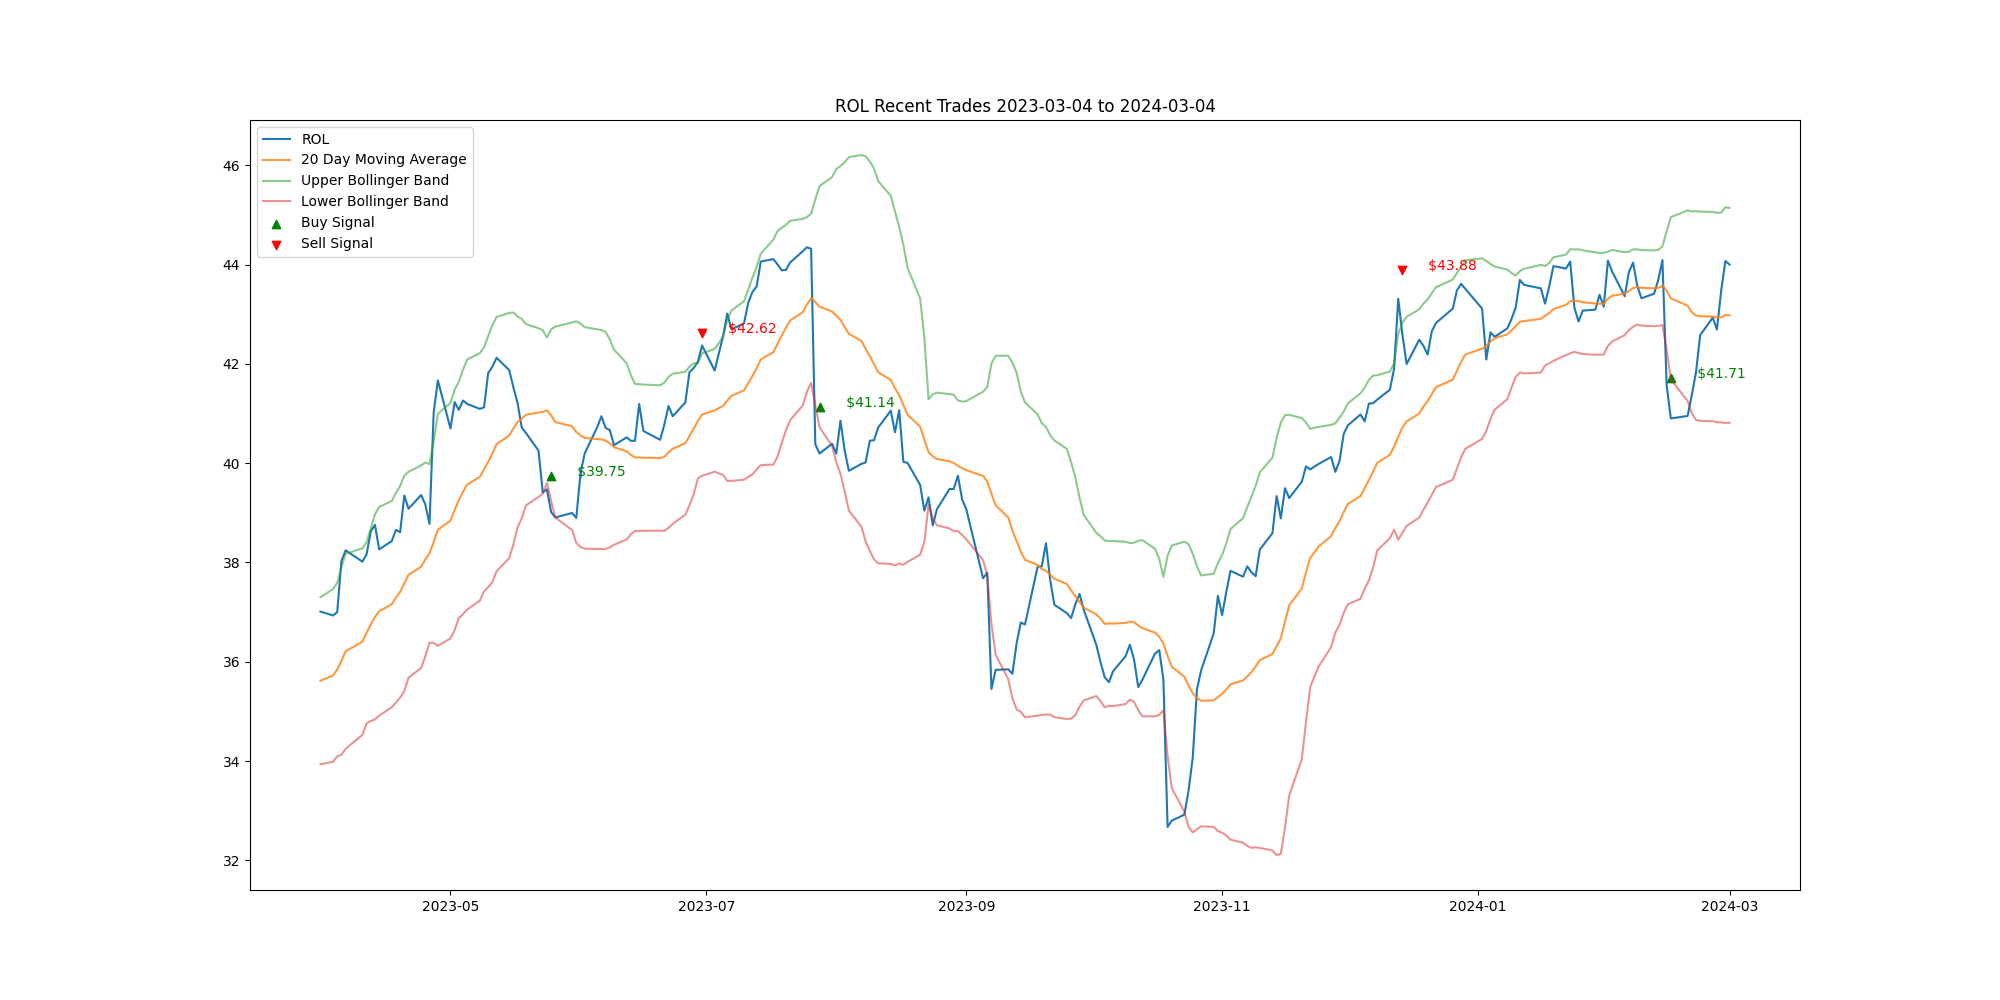 ROL Recent Trades 2023-03-04 to 2024-03-04
ROL
20 Day Moving Average
Upper Bollinger Band
Lower Bollinger Band
Buy Signal
Sell Signal
46
44
42
40
38
36
34
32
$39.75
$42.62
$41.14
$43.88
$41.71
2023-05
2023-07
2023-09
2023-11
2024-01
2024-03